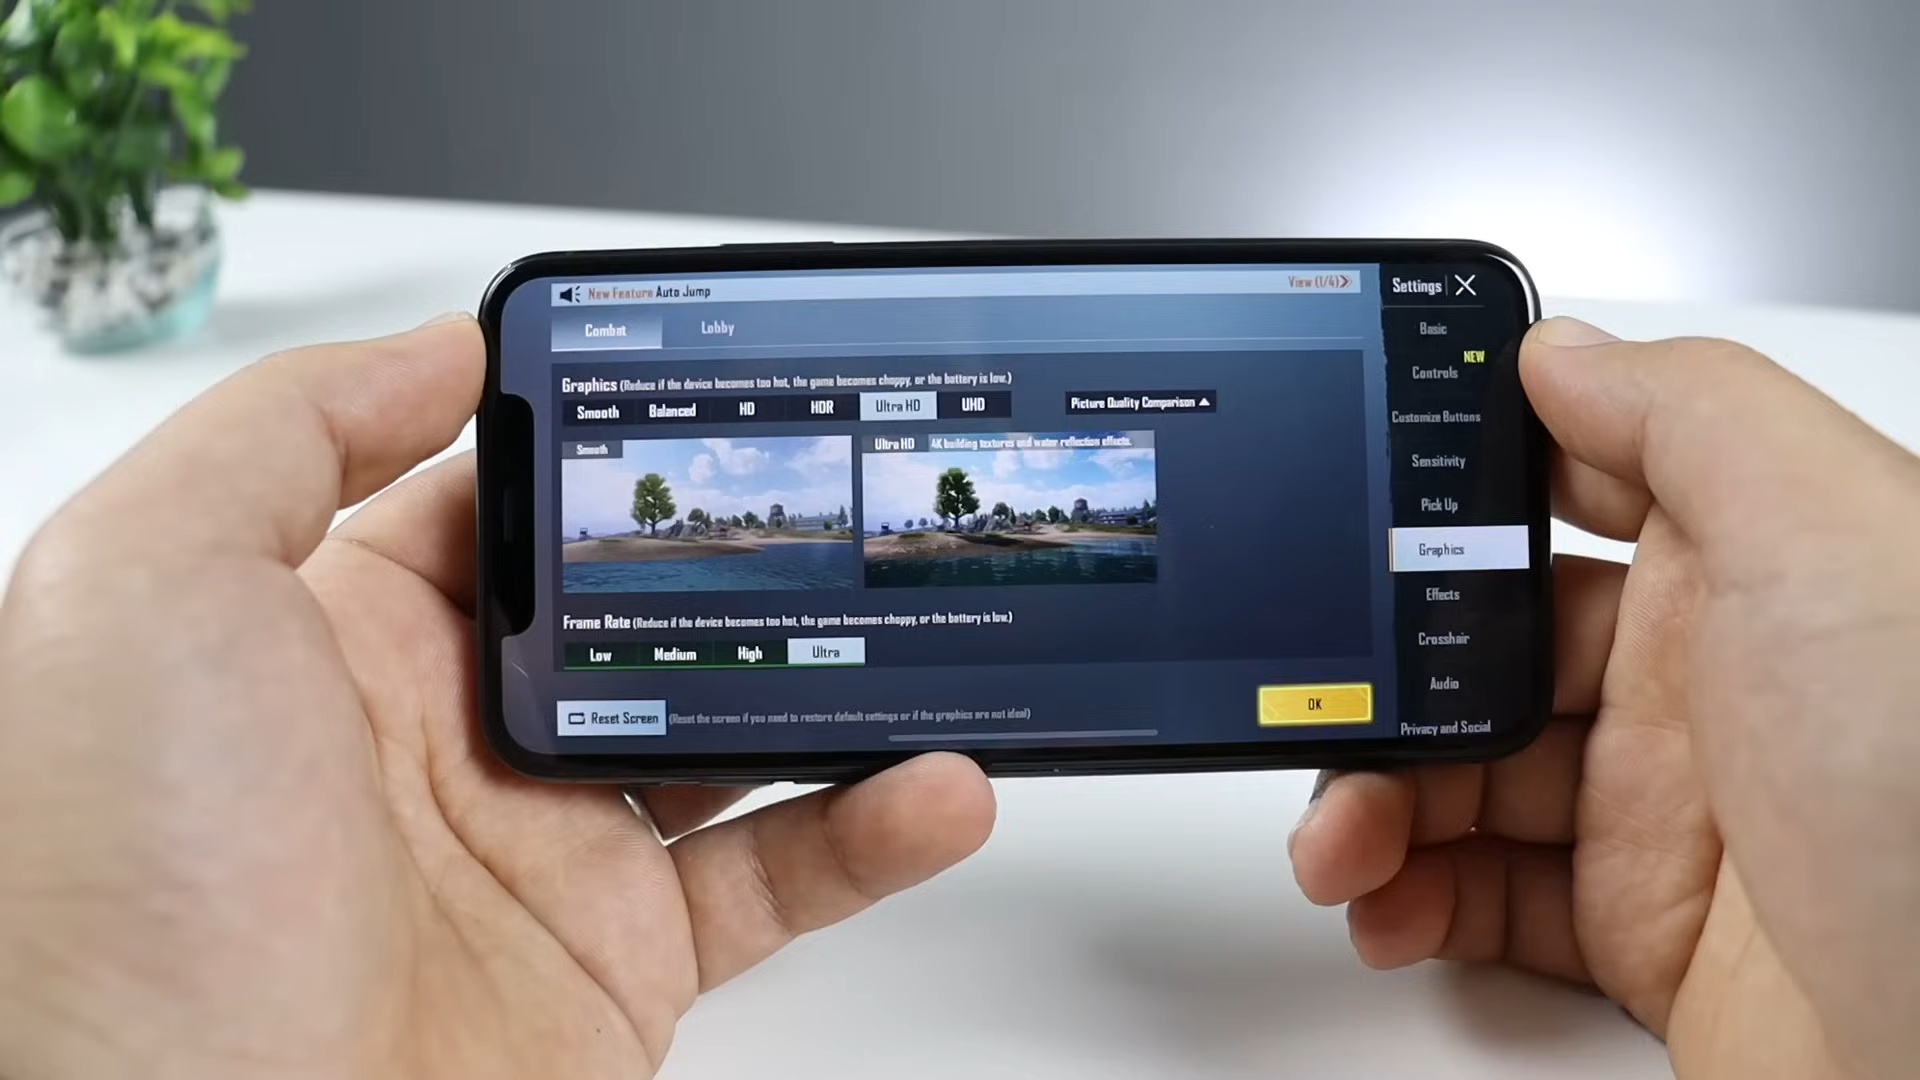 New Feature Auto Jump
View (1/4)
Settings
Combat
Lobby
Basic
NEW
Controls
Graphics (Reduce if the device becomes too hot, the game becomes choppy, or the battery is low.)
Smooth Balanced HD HDR Ultra HD UHD
Picture Quality Comparison
Customize Buttons
Smooth
Ultra HD 4K building textures and water reflection effects.
Sensitivity
Pick Up
Graphics
Effects
Frame Rate (Reduce if the device becomes too hot, the game becomes choppy, or the battery is low.)
Low Medium High Ultra
Crosshair
Audio
Reset Screen (Reset the screen if you need to restore default settings or if the graphics are not ideal)
OK
Privacy and Social